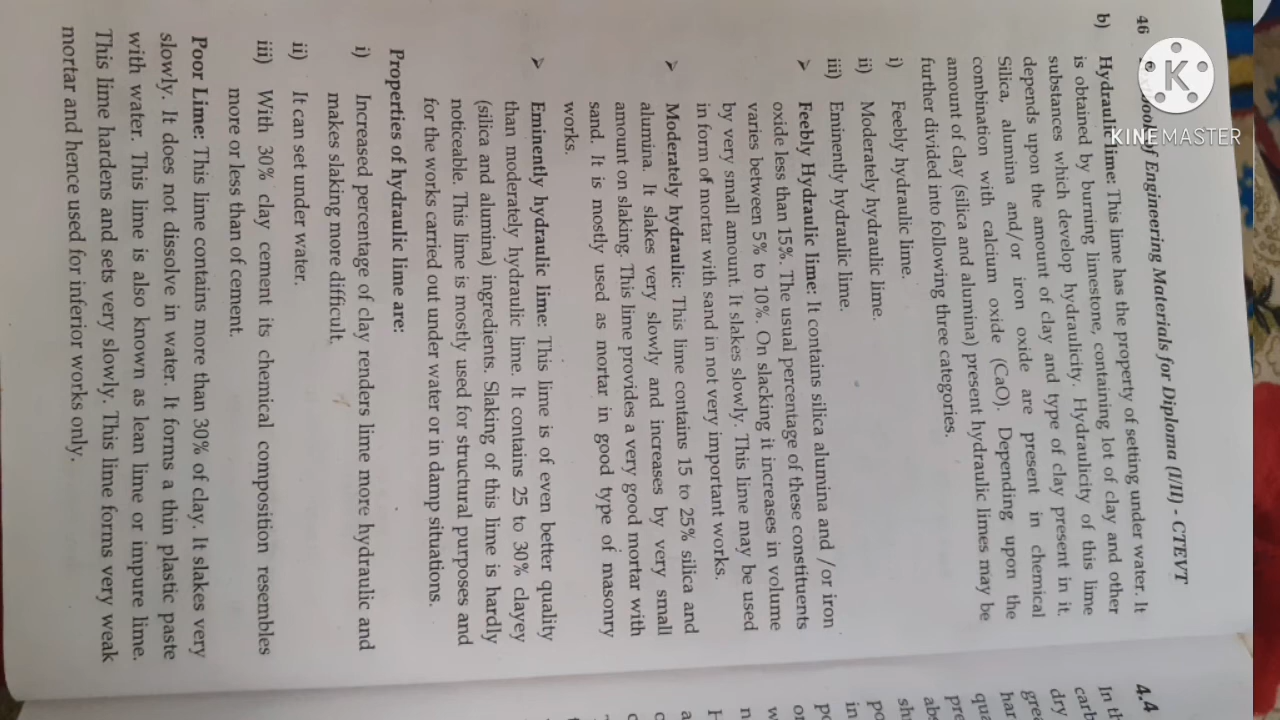 46
of Engineering Materials for Diploma (I/II) - CTEVT
KINEMASTER
b) Hydraulic lime: This lime has the property of setting under water. It
is obtained by burning limestone, containing lot of clay and other
substances which develop hydraulicity. Hydraulicity of this lime
depends upon the amount of clay and type of clay present in it.
Silica, alumina and/or iron oxide are present in chemical
combination with calcium oxide (CaO). Depending upon the
amount of clay (silica and alumina) present hydraulic limes may be
further divided into following three categories.
i) Feebly hydraulic lime.
ii) Moderately hydraulic lime.
iii) Eminently hydraulic lime.
➢ Feebly Hydraulic lime: It contains silica alumina and /or iron
oxide less than 15%. The usual percentage of these constituents
varies between 5% to 10%. On slacking it increases in volume
by very small amount. It slakes slowly. This lime may be used
in form of mortar with sand in not very important works.
➢ Moderately hydraulic: This lime contains 15 to 25% silica and
alumina. It slakes very slowly and increases by very small
amount on slaking. This lime provides a very good mortar with
sand. It is mostly used as mortar in good type of masonry
works.
➢ Eminently hydraulic lime: This lime is of even better quality
than moderately hydraulic lime. It contains 25 to 30% clayey
(silica and alumina) ingredients. Slaking of this lime is hardly
noticeable. This lime is mostly used for structural purposes and
for the works carried out under water or in damp situations.
Properties of hydraulic lime are:
i) Increased percentage of clay renders lime more hydraulic and
makes slaking more difficult.
ii) It can set under water.
iii) With 30% clay cement its chemical composition resembles
more or less than of cement.
Poor Lime: This lime contains more than 30% of clay. It slakes very
slowly. It does not dissolve in water. It forms a thin plastic paste
with water. This lime is also known as lean lime or impure lime.
This lime hardens and sets very slowly. This lime forms very weak
mortar and hence used for inferior works only.
4.4